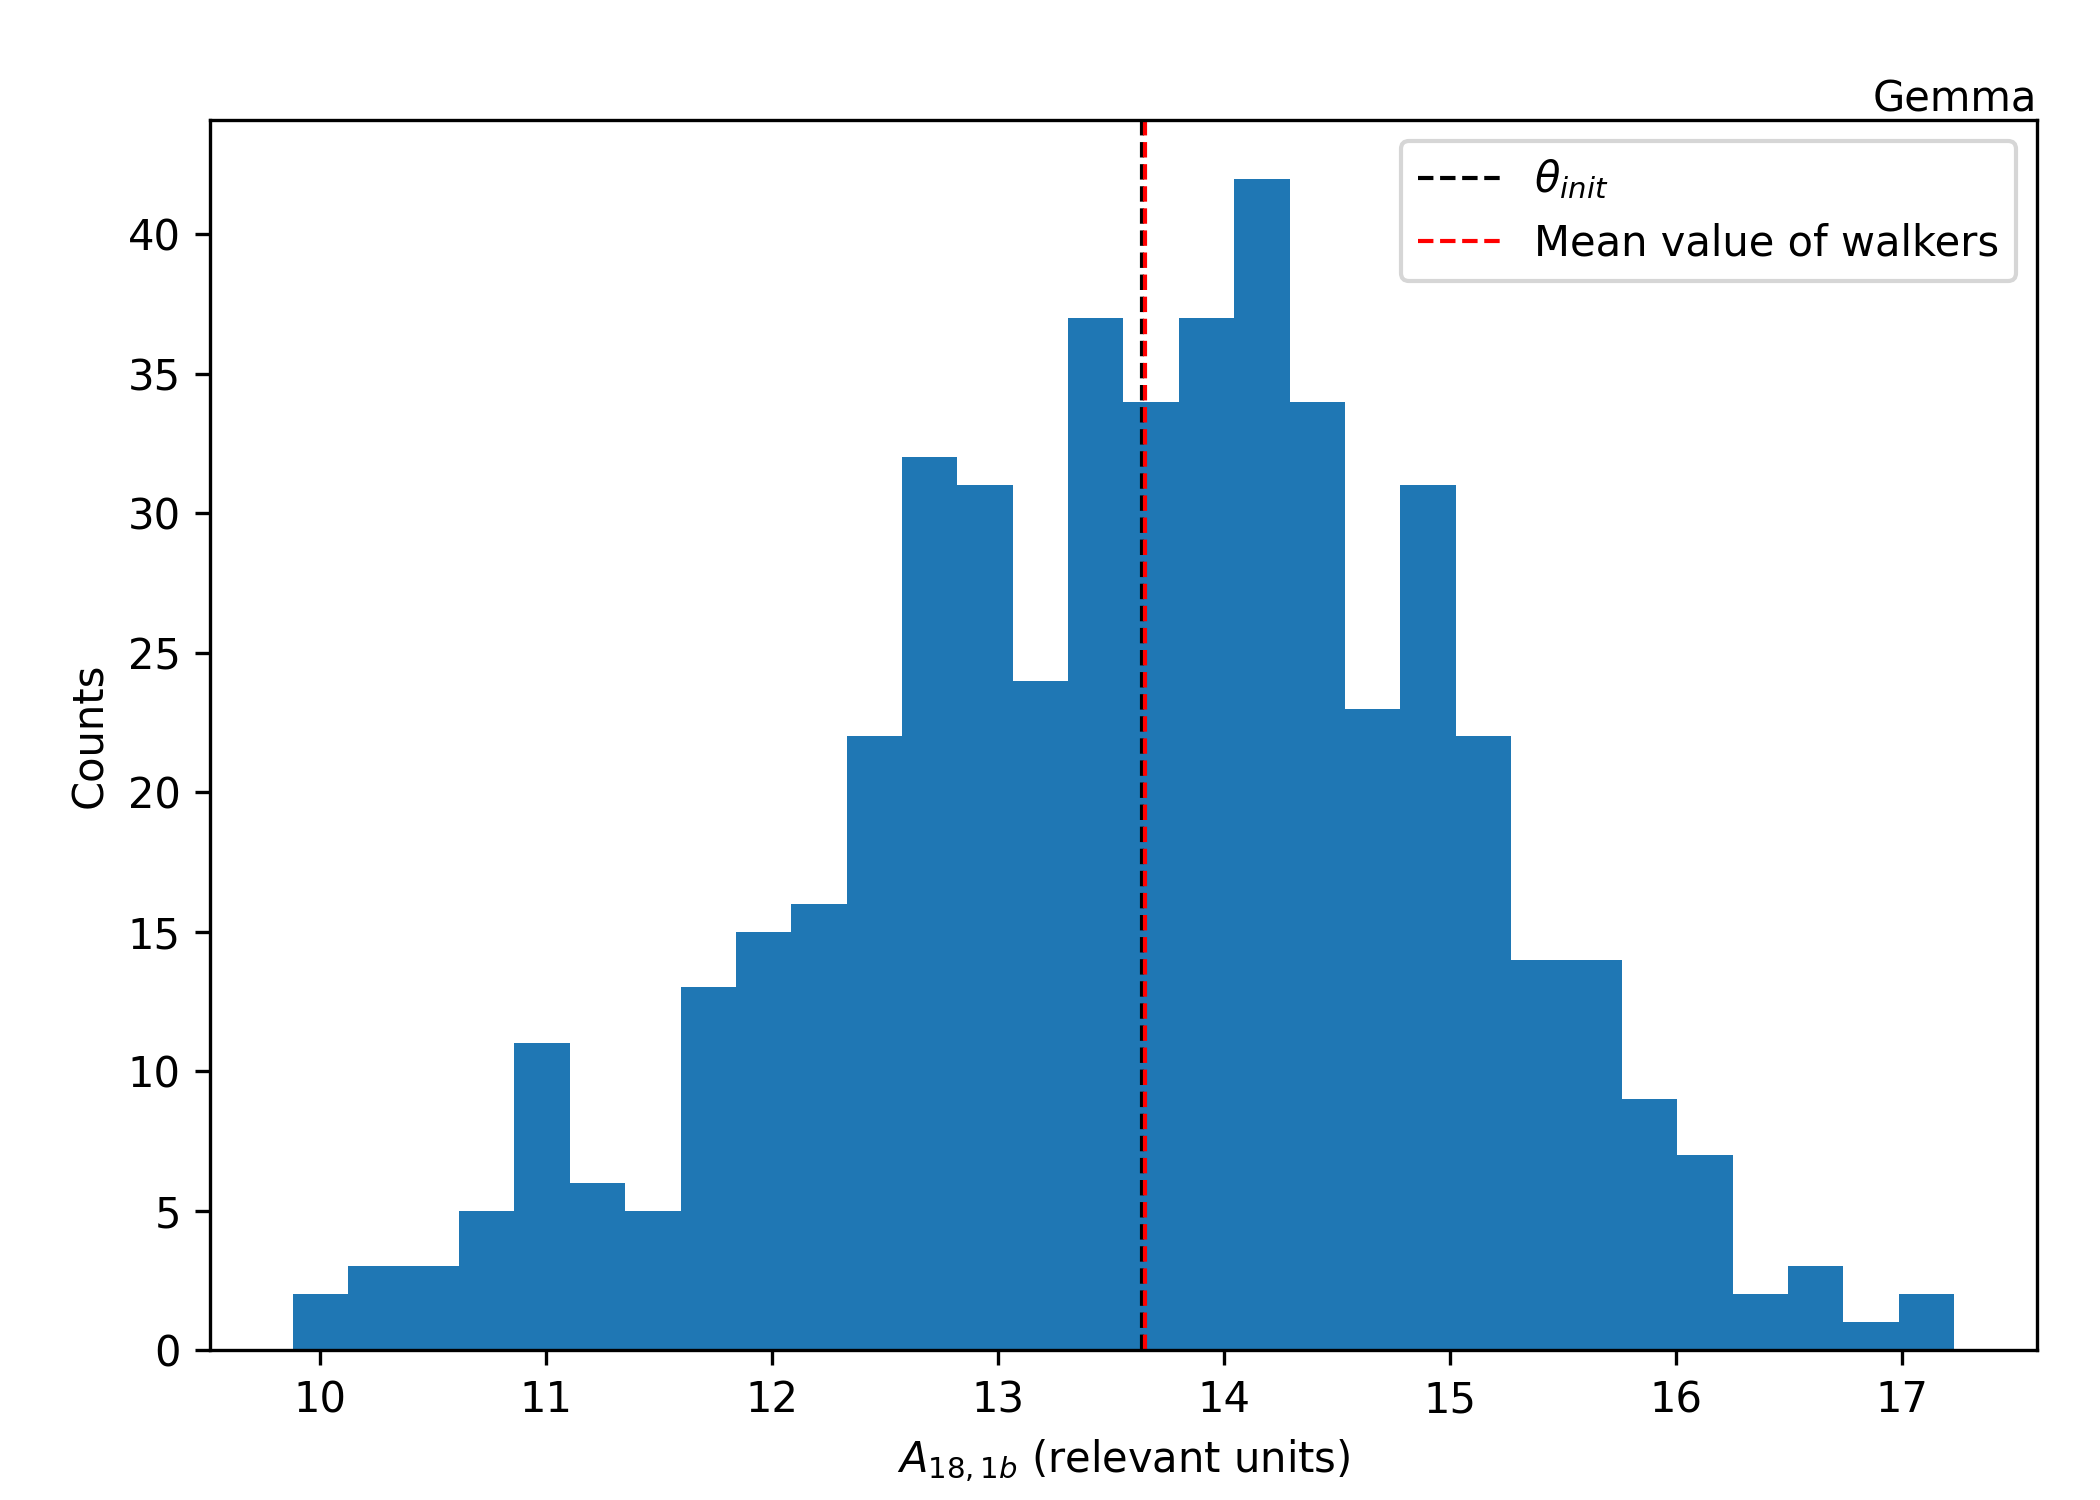 Gemma
θinit
Mean value of walkers
40
35
30
25
20
15
10
5
0
Counts
10 11 12 13 14 15 16 17
A18, 1b (relevant units)